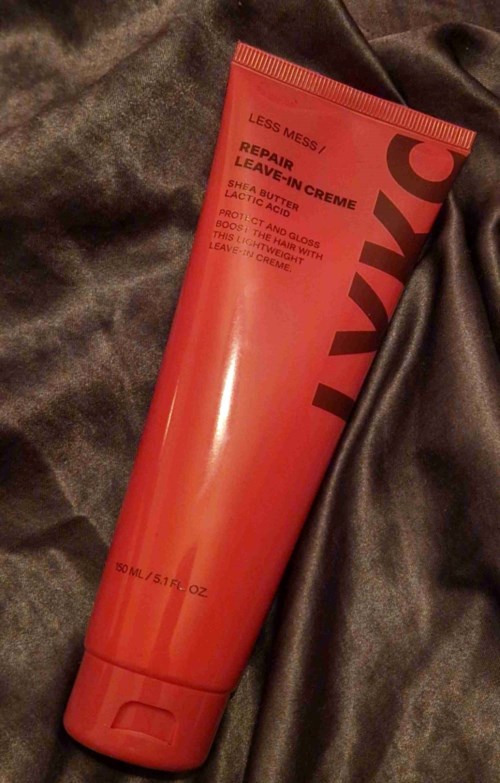 LESS MESS /
REPAIR
LEAVE-IN CREME
SHEA BUTTER
LACTIC ACID
PROTECT AND GLOSS
BOOST THE HAIR WITH
THIS LIGHTWEIGHT
LEAVE-IN CREME.
LYKO
150 ML / 5.1 FL OZ.